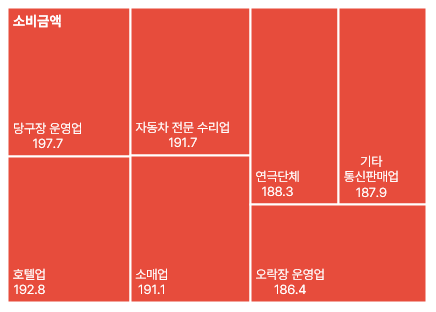 소비금액
당구장 운영업
197.7
자동차 전문 수리업
191.7
연극단체
188.3
기타
통신판매업
187.9
호텔업
192.8
소매업
191.1
오락장 운영업
186.4